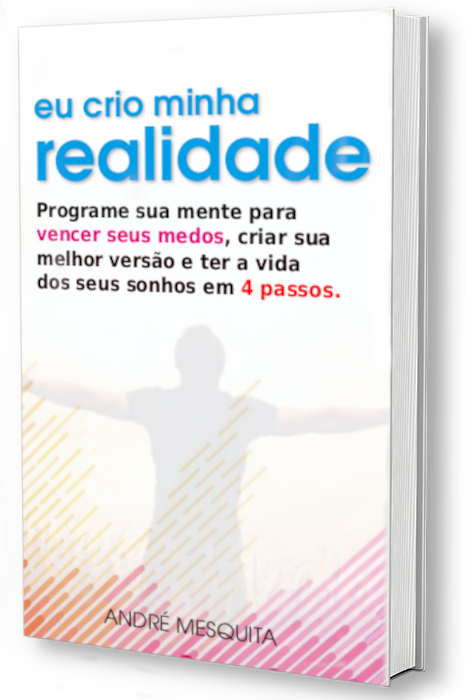 eu crio minha
realidade
Programe sua mente para
vencer seus medos, criar sua
melhor versão e ter a vida
dos seus sonhos em 4 passos.
ANDRÉ MESQUITA